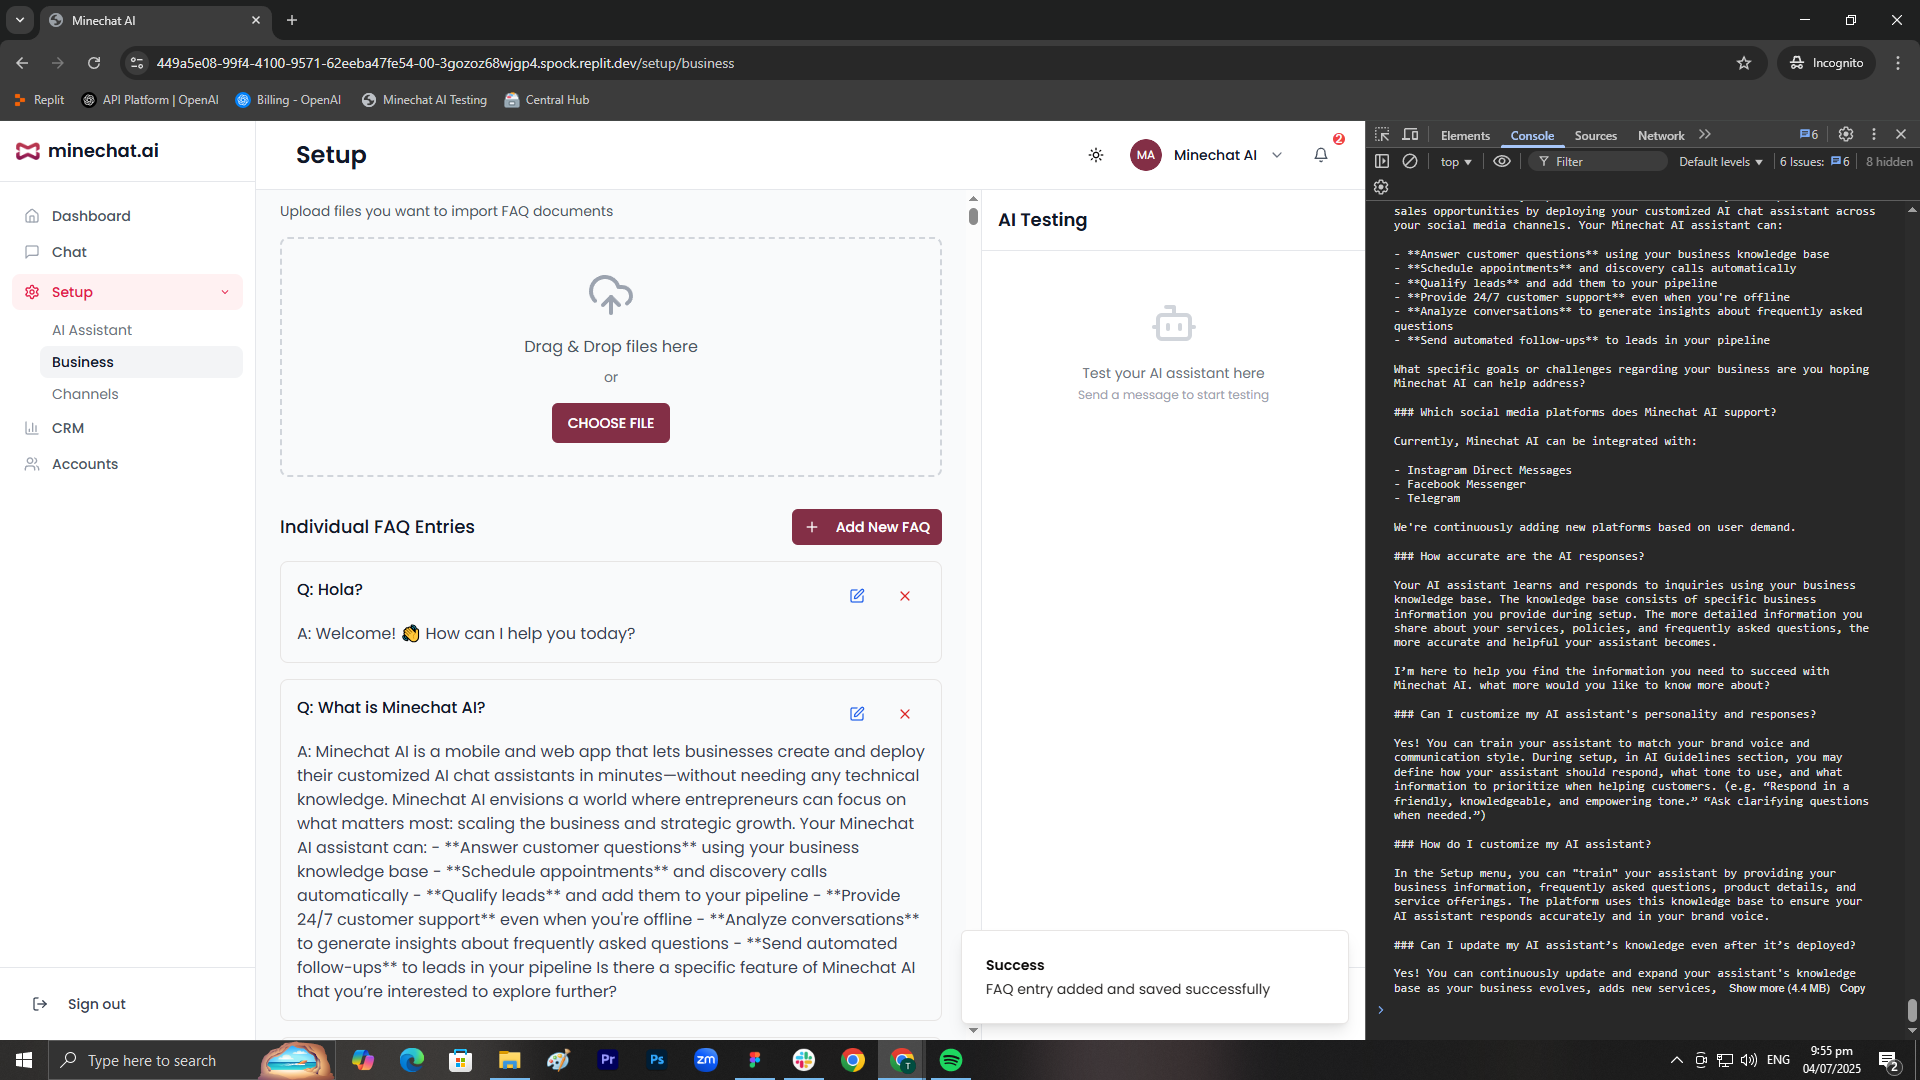 Minechat AI
449a5e08-99f4-4100-9571-62eeba47fe54-00-3gozoz68wjgp4.spock.replit.dev/setup/business
Incognito
Replit
API Platform | OpenAI
Billing - OpenAI
Minechat AI Testing
Central Hub
minechat.ai
Dashboard
Chat
Setup
AI Assistant
Business
Channels
CRM
Accounts
Sign out
Setup
MA
Minechat AI
2
Upload files you want to import FAQ documents
Drag & Drop files here
or
CHOOSE FILE
Individual FAQ Entries
+ Add New FAQ
Q: Hola?
A: Welcome! 👏 How can I help you today?
Q: What is Minechat AI?
A: Minechat AI is a mobile and web app that lets businesses create and deploy
their customized AI chat assistants in minutes—without needing any technical
knowledge. Minechat AI envisions a world where entrepreneurs can focus on
what matters most: scaling the business and strategic growth. Your Minechat
AI assistant can: - **Answer customer questions** using your business
knowledge base - **Schedule appointments** and discovery calls
automatically - **Qualify leads** and add them to your pipeline - **Provide
24/7 customer support** even when you're offline - **Analyze conversations**
to generate insights about frequently asked questions - **Send automated
follow-ups** to leads in your pipeline Is there a specific feature of Minechat AI
that you’re interested to explore further?
AI Testing
Test your AI assistant here
Send a message to start testing
Success
FAQ entry added and saved successfully
Elements
Console
Sources
Network
6
top
Filter
Default levels
6 Issues: 6
8 hidden
sales opportunities by deploying your customized AI chat assistant across
your social media channels. Your Minechat AI assistant can:
- **Answer customer questions** using your business knowledge base
- **Schedule appointments** and discovery calls automatically
- **Qualify leads** and add them to your pipeline
- **Provide 24/7 customer support** even when you're offline
- **Analyze conversations** to generate insights about frequently asked
questions
- **Send automated follow-ups** to leads in your pipeline
What specific goals or challenges regarding your business are you hoping
Minechat AI can help address?
### Which social media platforms does Minechat AI support?
Currently, Minechat AI can be integrated with:
- Instagram Direct Messages
- Facebook Messenger
- Telegram
We're continuously adding new platforms based on user demand.
### How accurate are the AI responses?
Your AI assistant learns and responds to inquiries using your business
knowledge base. The knowledge base consists of specific business
information you provide during setup. The more detailed information you
share about your services, policies, and frequently asked questions, the
more accurate and helpful your assistant becomes.
I’m here to help you find the information you need to succeed with
Minechat AI. what more would you like to know more about?
### Can I customize my AI assistant's personality and responses?
Yes! You can train your assistant to match your brand voice and
communication style. During setup, in AI Guidelines section, you may
define how your assistant should respond, what tone to use, and what
information to prioritize when helping customers. (e.g. “Respond in a
friendly, knowledgeable, and empowering tone.” “Ask clarifying questions
when needed.”)
### How do I customize my AI assistant?
In the Setup menu, you can "train" your assistant by providing your
business information, frequently asked questions, product details, and
service offerings. The platform uses this knowledge base to ensure your
AI assistant responds accurately and in your brand voice.
### Can I update my AI assistant’s knowledge even after it’s deployed?
Yes! You can continuously update and expand your assistant's knowledge
base as your business evolves, adds new services, Show more (4.4 MB) Copy
Type here to search
Pr
Ps
zm
T
ENG
9:55 pm
04/07/2025
2